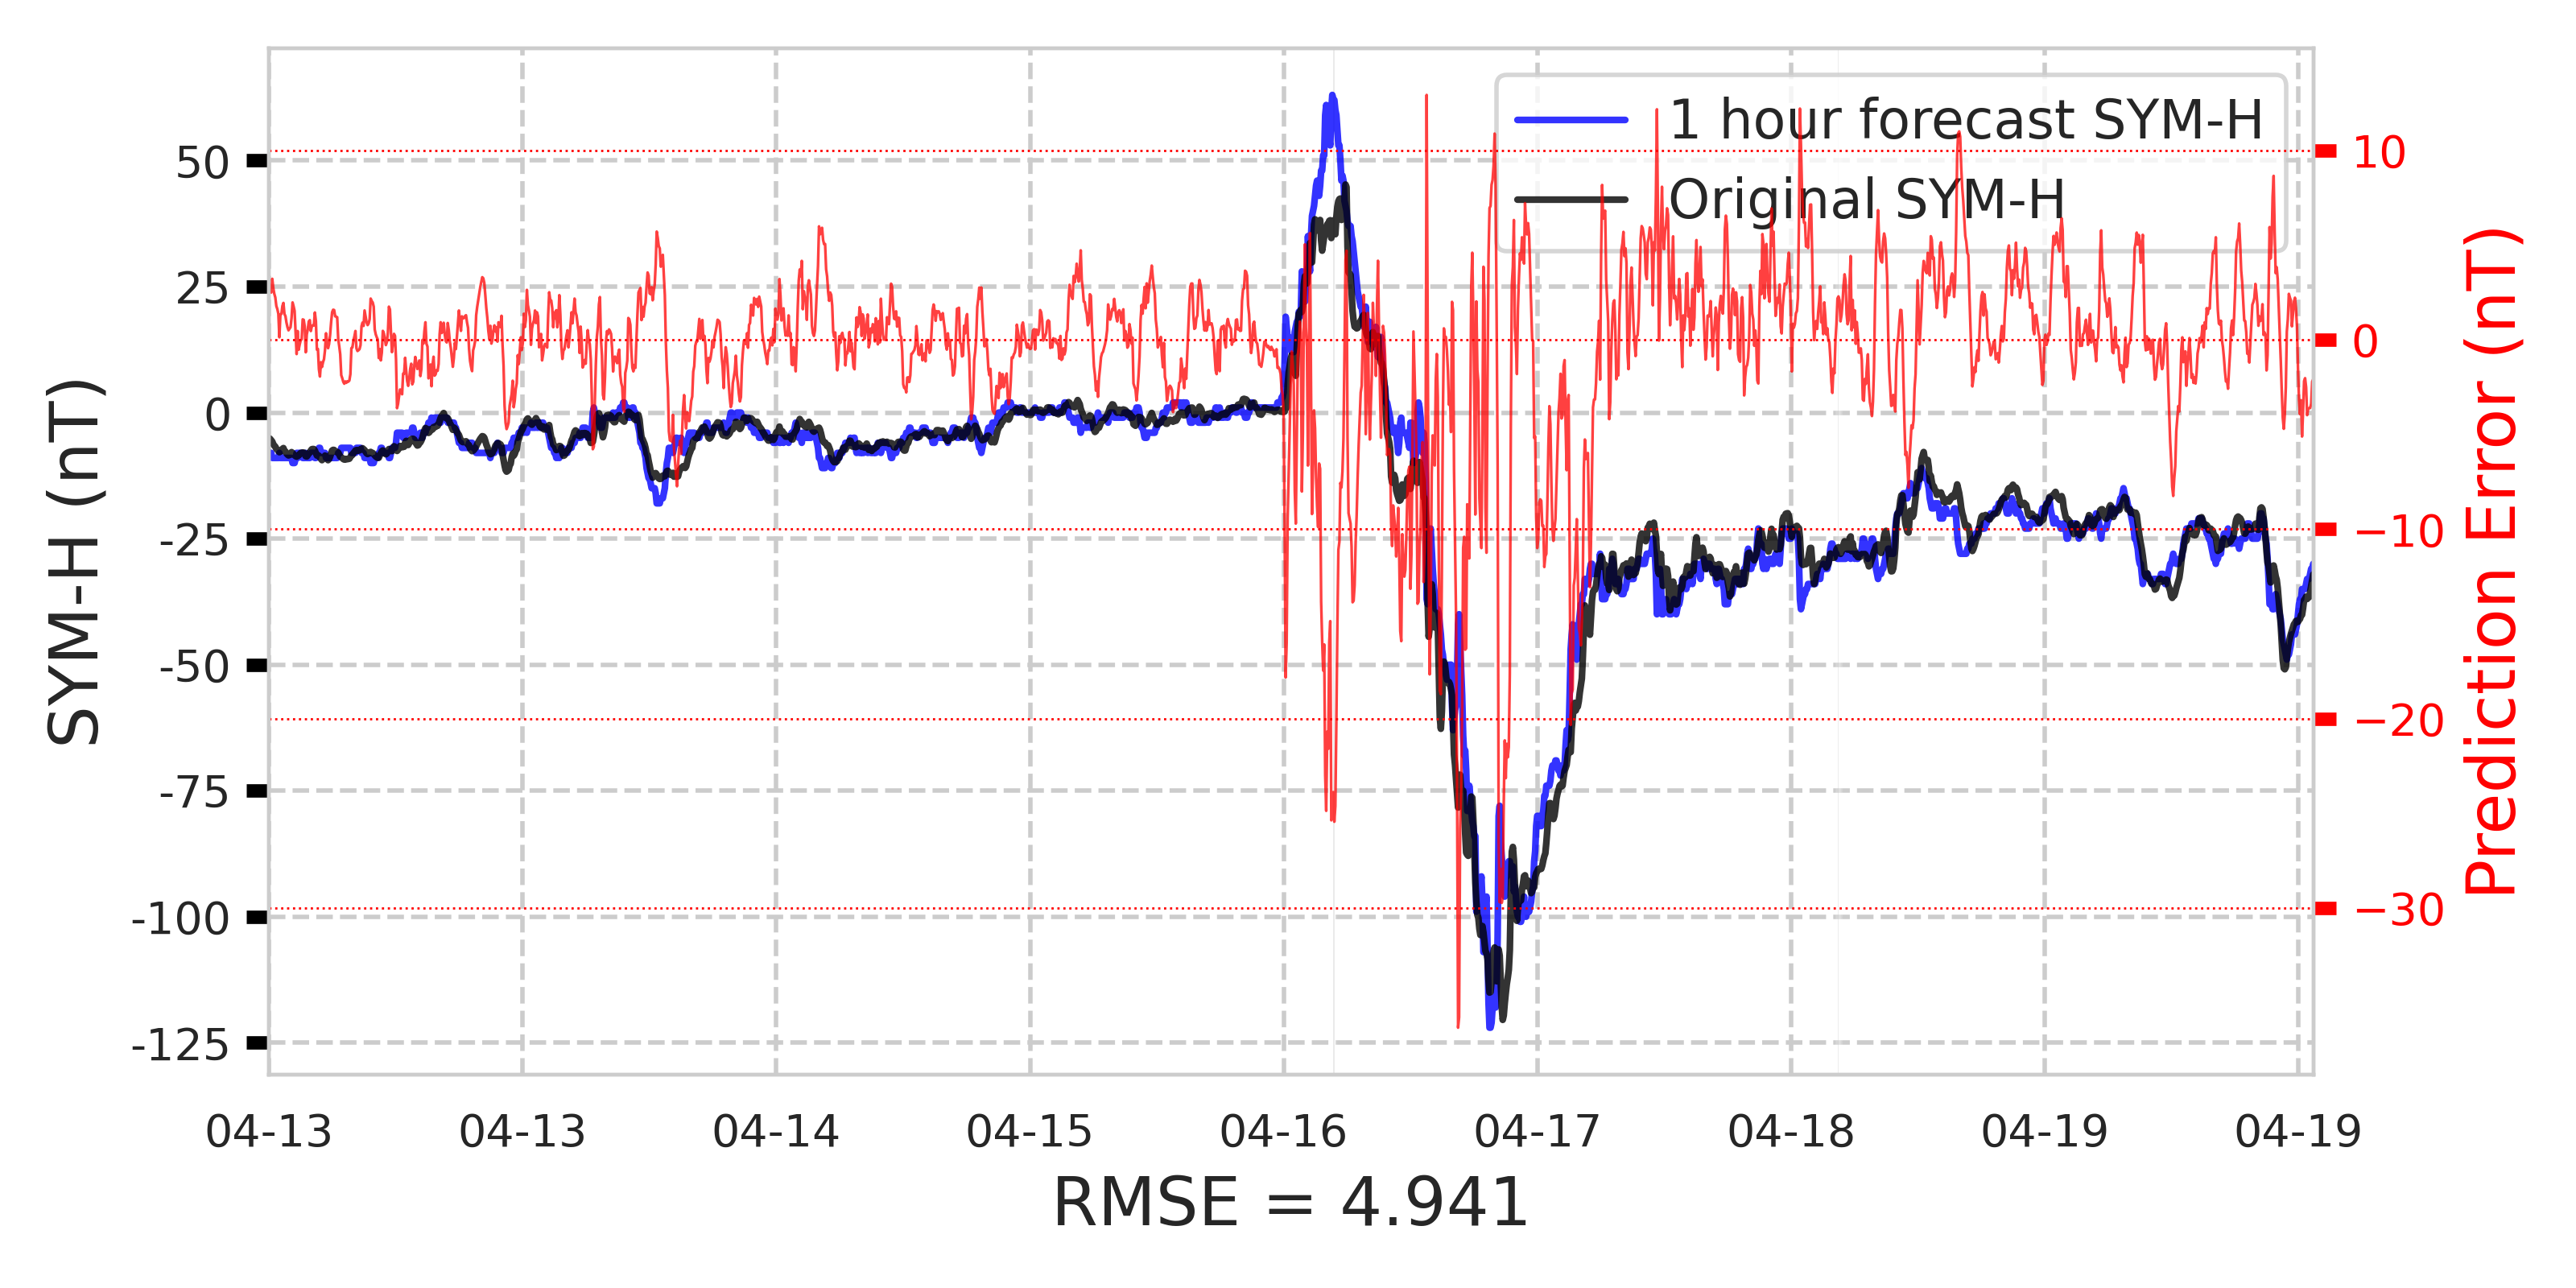 1 hour forecast SYM-H
Original SYM-H
SYM-H (nT)
50
25
0
-25
-50
-75
-100
-125
10
0
−10
−20
−30
Prediction Error (nT)
04-13 04-13 04-14 04-15 04-16 04-17 04-18 04-19 04-19
RMSE = 4.941